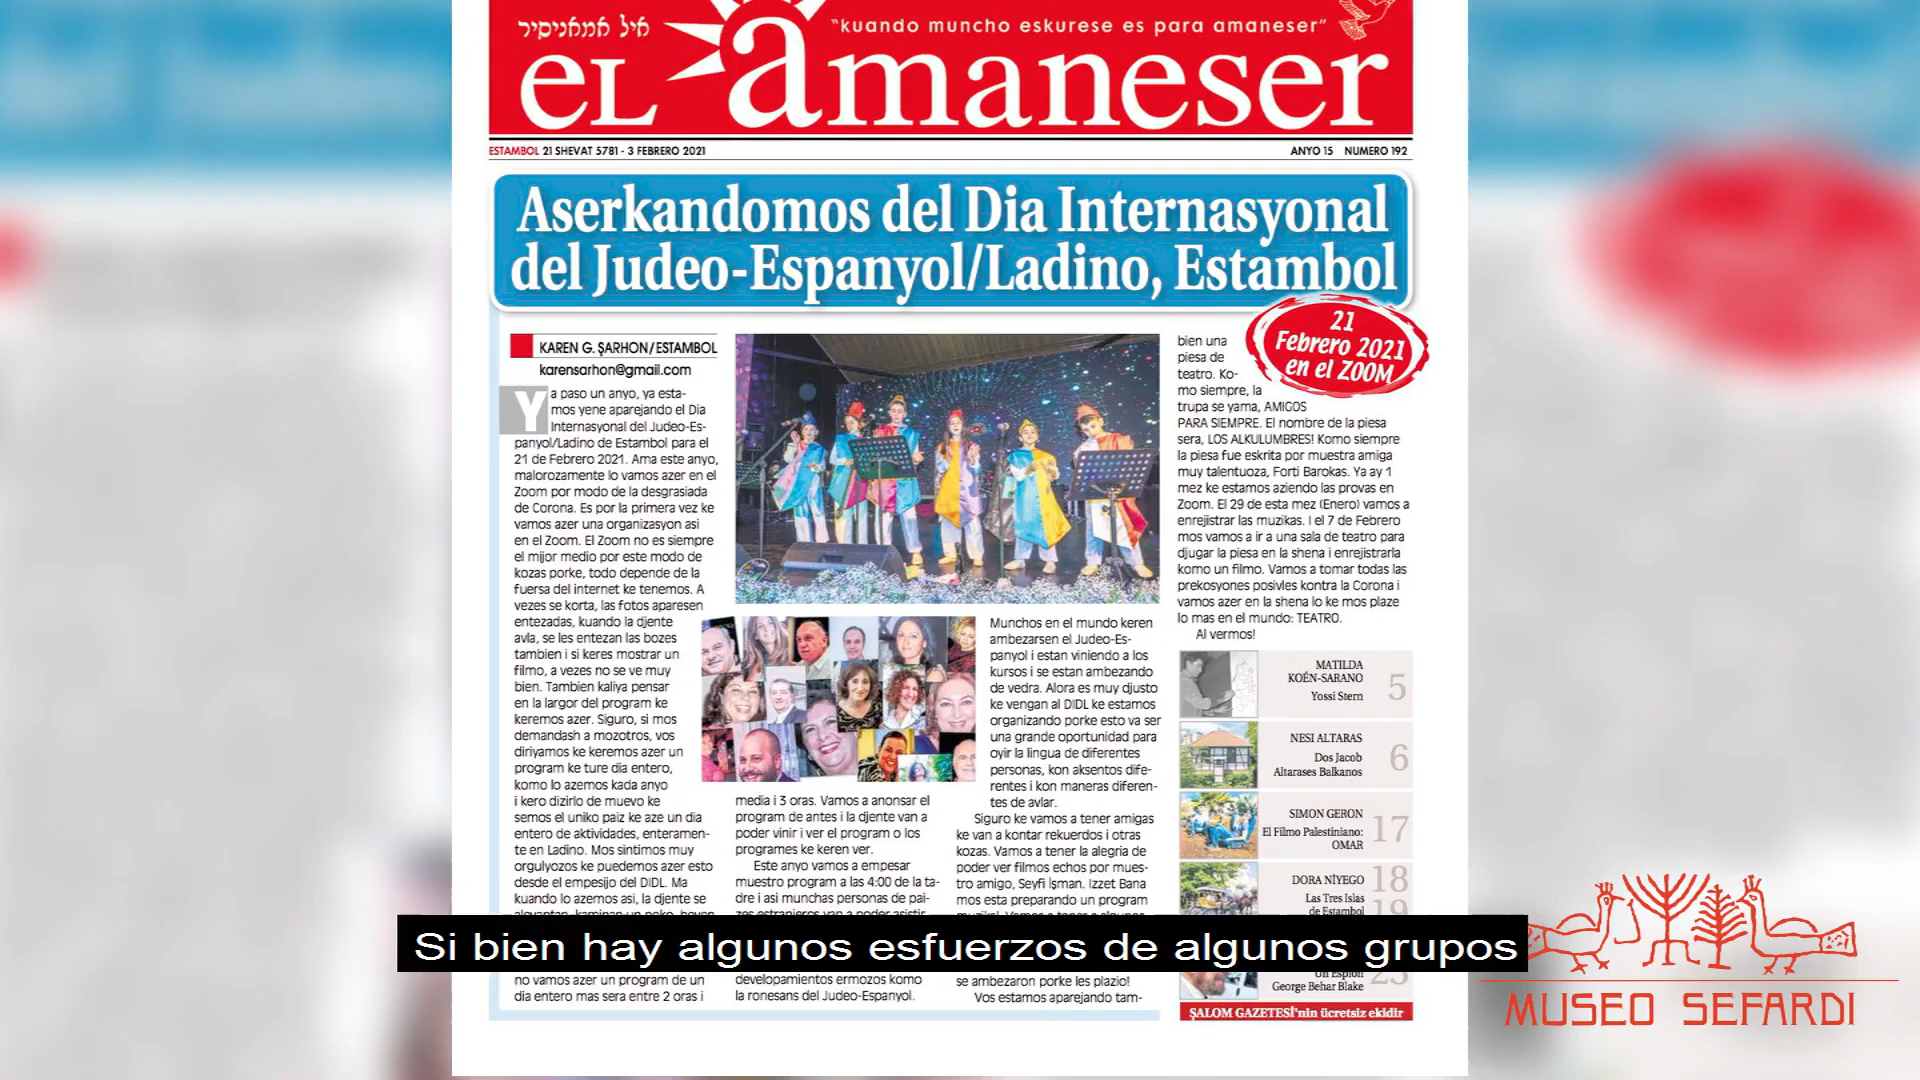 איל אמאניסיר
"kuando muncho eskurese es para amaneser"
eL amaneser
ESTAMBOL 21 SHEVAT 5781 - 3 FEBRERO 2021
ANYO 15 NUMERO 192
Aserkandomos del Dia Internasyonal
del Judeo-Espanyol/Ladino, Estambol
21
Febrero 2021
en el ZOOM
KAREN G. ŞARHON/ESTAMBOL
karensarhon@gmail.com
Ya paso un anyo, ya esta-
mos yene aparejando el Dia
Internasyonal del Judeo-Es-
panyol/Ladino de Estambol para el
21 de Febrero 2021. Ama este anyo,
malorozamente lo vamos azer en el
Zoom por modo de la desgrasiada
de Corona. Es por la primera vez ke
vamos azer una organizasyon asi
en el Zoom. El Zoom no es siempre
el mijor medio por este modo de
kozas porke, todo depende de la
fuersa del internet ke tenemos. A
vezes se korta, las fotos aparesen
entezadas, kuando la djente
avla, se les entezan las bozes
tambien i si keres mostrar un
filmo, a vezes no se ve muy
bien. Tambien kaliya pensar
en la largor del program ke
keremos azer. Siguro, si mos
demandash a mozotros, vos
diriyamos ke keremos azer un
program ke ture dia entero,
komo lo azemos kada anyo
i kero dizirlo de muevo ke
semos el uniko paiz ke aze un dia
entero de aktividades, enteramen-
te en Ladino. Mos sintimos muy
orgulyozos ke puedemos azer esto
desde el empesijo del DIDL. Ma
kuando lo azemos asi, la djente se
no vamos azer un program de un
dia entero mas sera entre 2 oras i
media i 3 oras. Vamos a anonsar el
program de antes i la djente van a
poder vinir i ver el program o los
programes ke keren ver.
Este anyo vamos a empesar
muestro program a las 4:00 de la ta-
dre i asi munchas personas de pai-
zes estranjeros van a poder asistir
developamientos ermozos komo
la ronesans del Judeo-Espanyol.
Munchos en el mundo keren
ambezarsen el Judeo-Es-
panyol i estan viniendo a los
kursos i se estan ambezando
de vedra. Alora es muy djusto
ke vengan al DIDL ke estamos
organizando porke esto va ser
una grande oportunidad para
oyir la lingua de diferentes
personas, kon aksentos dife-
rentes i kon maneras diferen-
tes de avlar.
Siguro ke vamos a tener amigas
ke van a kontar rekuerdos i otras
kozas. Vamos a tener la alegria de
poder ver filmos echos por mues-
tro amigo, Seyfi İşman. Izzet Bana
mos esta preparando un program
se ambezaron porke les plazio!
Vos estamos aparejando tam-
bien una
piesa de
teatro. Ko-
mo siempre, la
trupa se yama, AMIGOS
PARA SIEMPRE. El nombre de la piesa
sera, LOS ALKULUMBRES! Komo siempre
la piesa fue eskrita por muestra amiga
muy talentuoza, Forti Barokas. Ya ay 1
mez ke estamos aziendo las provas en
Zoom. El 29 de esta mez (Enero) vamos a
enrejistrar las muzikas. I el 7 de Febrero
mos vamos a ir a una sala de teatro para
djugar la piesa en la shena i enrejistrarla
komo un filmo. Vamos a tomar todas las
prekosyones posivles kontra la Corona i
vamos azer en la shena lo ke mos plaze
lo mas en el mundo: TEATRO.
Al vermos!
MATILDA
KOÉN-SARANO
Yossi Stern
5
NESI ALTARAS
Dos Jacob
Altarases Balkanos
6
SIMON GERON
El Filmo Palestiniano:
OMAR
17
DORA NİYEGO
Las Tres Islas
de Estambol
18
19
Un Espion
George Behar Blake
ŞALOM GAZETESİ'nin ücretsiz ekidir
Si bien hay algunos esfuerzos de algunos grupos
MUSEO SEFARDI